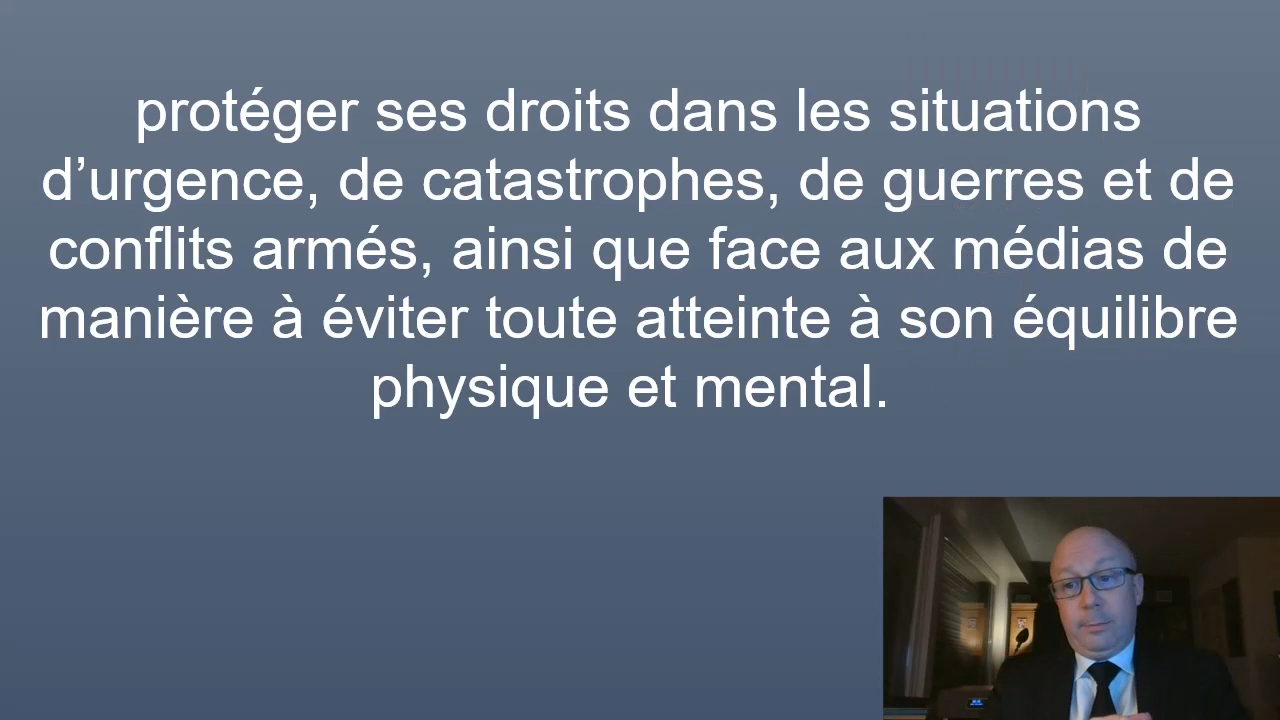 protéger ses droits dans les situations
d’urgence, de catastrophes, de guerres et de
conflits armés, ainsi que face aux médias de
manière à éviter toute atteinte à son équilibre
physique et mental.